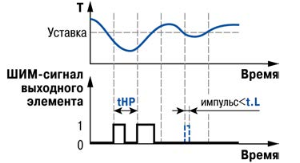 T
Уставка
Время
ШИМ-сигнал
выходного
элемента
tHP
импульс<t.L
1
0
Время